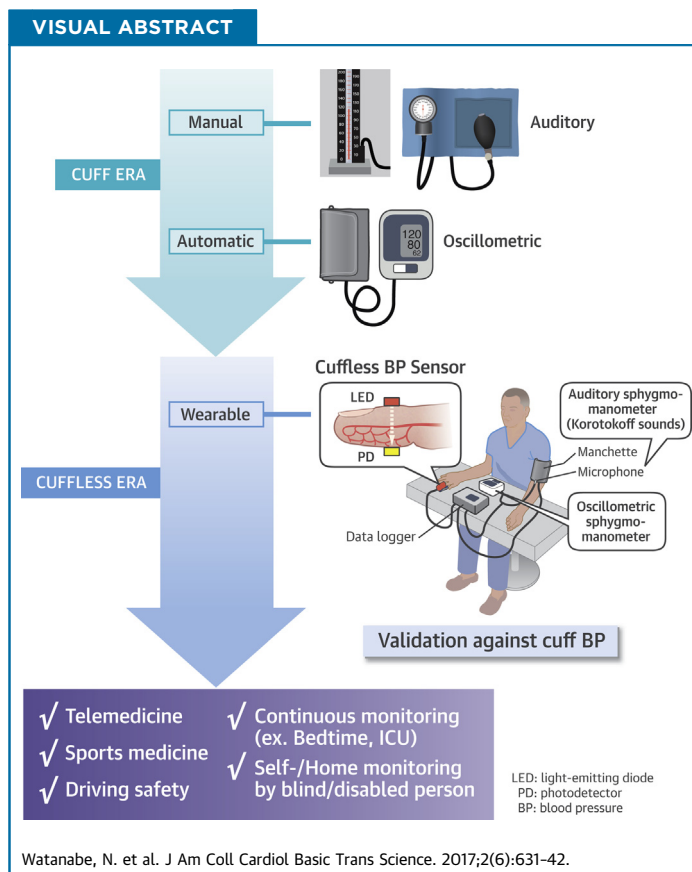 VISUAL ABSTRACT
CUFF ERA
Manual
Auditory
Automatic
120
80
62
Oscillometric
CUFFLESS ERA
Wearable
Cuffless BP Sensor
LED
PD
Data logger
Auditory sphygmo-
manometer
(Korotokoff sounds)
Manchette
Microphone
Oscillometric
sphygmo-
manometer
Validation against cuff BP
√ Telemedicine
√ Sports medicine
√ Driving safety
√ Continuous monitoring
(ex. Bedtime, ICU)
√ Self-/Home monitoring
by blind/disabled person
LED: light-emitting diode
PD: photodetector
BP: blood pressure
Watanabe, N. et al. J Am Coll Cardiol Basic Trans Science. 2017;2(6):631-42.